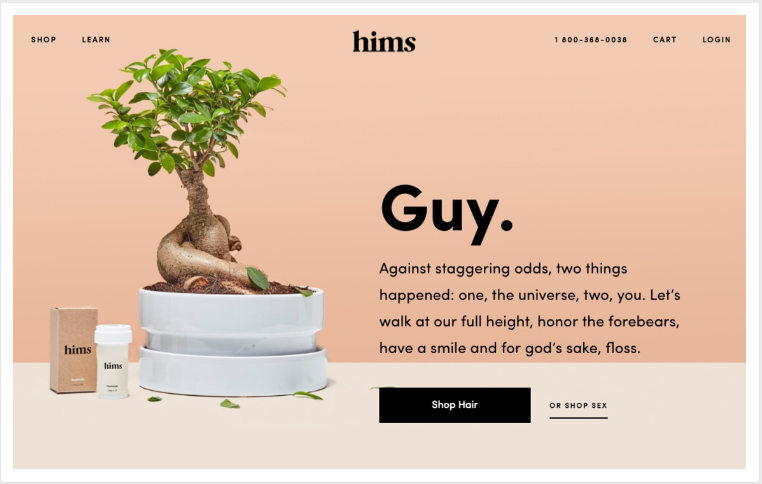 SHOP LEARN hims 1 800-368-0038 CART LOGIN
Guy.
Against staggering odds, two things
happened: one, the universe, two, you. Let's
walk at our full height, honor the forebears,
have a smile and for god's sake, floss.
hims
hims
Shop Hair OR SHOP SEX